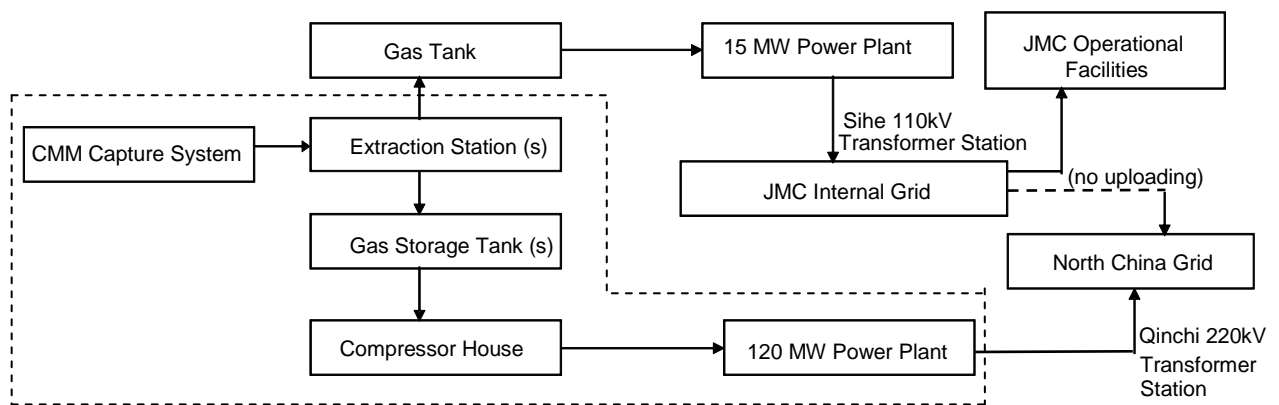 Gas Tank
15 MW Power Plant
JMC Operational
Facilities
Sihe 110kV
Transformer Station
CMM Capture System
Extraction Station (s)
(no uploading)
JMC Internal Grid
Gas Storage Tank (s)
North China Grid
Compressor House
120 MW Power Plant
Qinchi 220kV
Transformer
Station